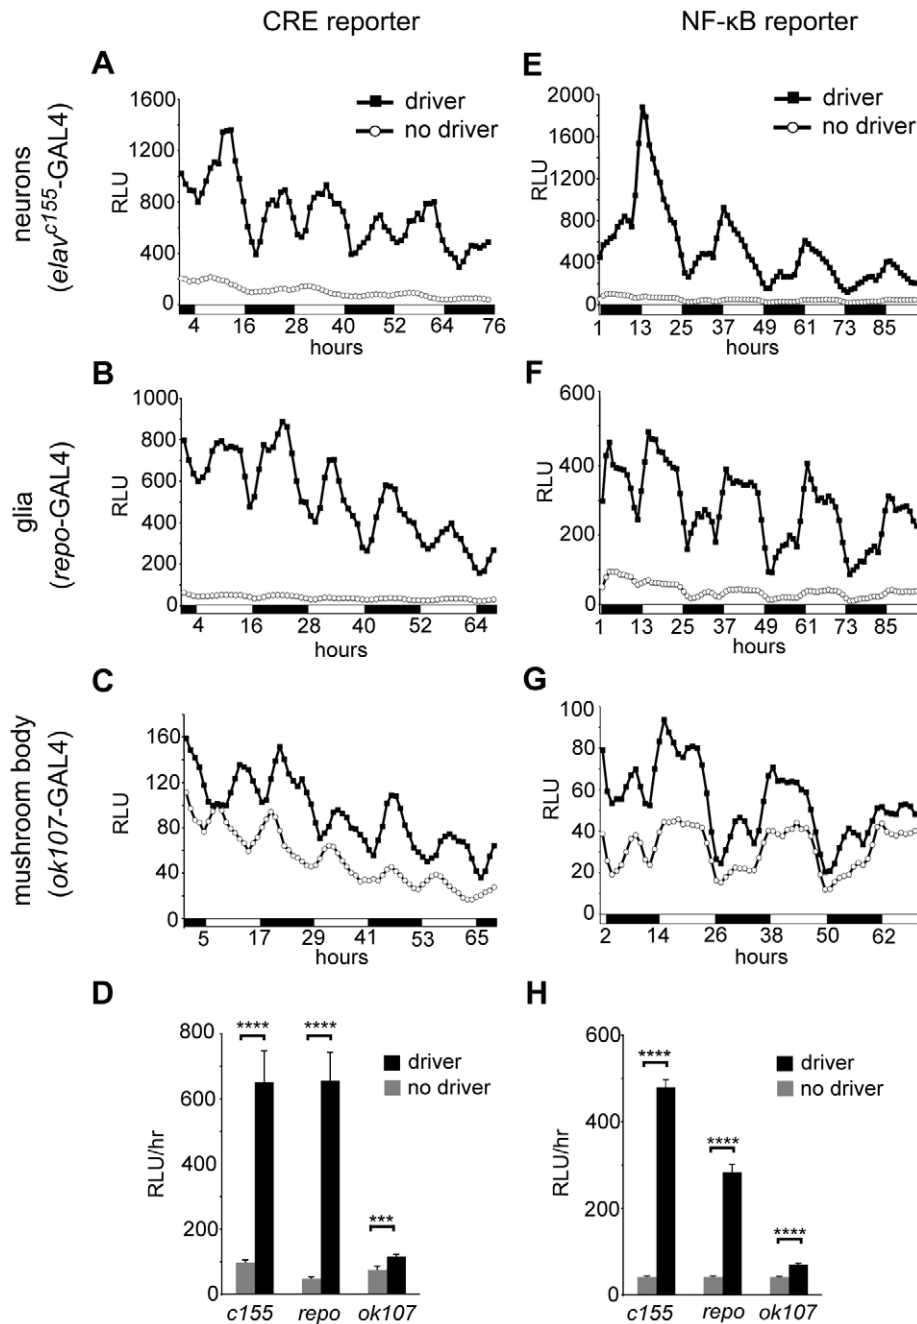 CRE reporter
NF-κB reporter
neurons
(elavc155-GAL4)
A
1600
1200
800
400
0
RLU
driver
no driver
4 16 28 40 52 64 76
hours
E
2000
1600
1200
800
400
0
RLU
driver
no driver
1 13 25 37 49 61 73 85
hours
glia
(repo-GAL4)
B
1000
800
600
400
200
0
RLU
4 16 28 40 52 64
hours
F
600
400
200
0
RLU
1 13 25 37 49 61 73 85
hours
mushroom body
(ok107-GAL4)
C
160
120
80
40
0
RLU
5 17 29 41 53 65
hours
G
100
80
60
40
20
0
RLU
2 14 26 38 50 62
hours
D
800
600
400
200
0
RLU/hr
**** **** ***
driver
no driver
c155 repo ok107
H
600
400
200
0
RLU/hr
**** **** ****
driver
no driver
c155 repo ok107